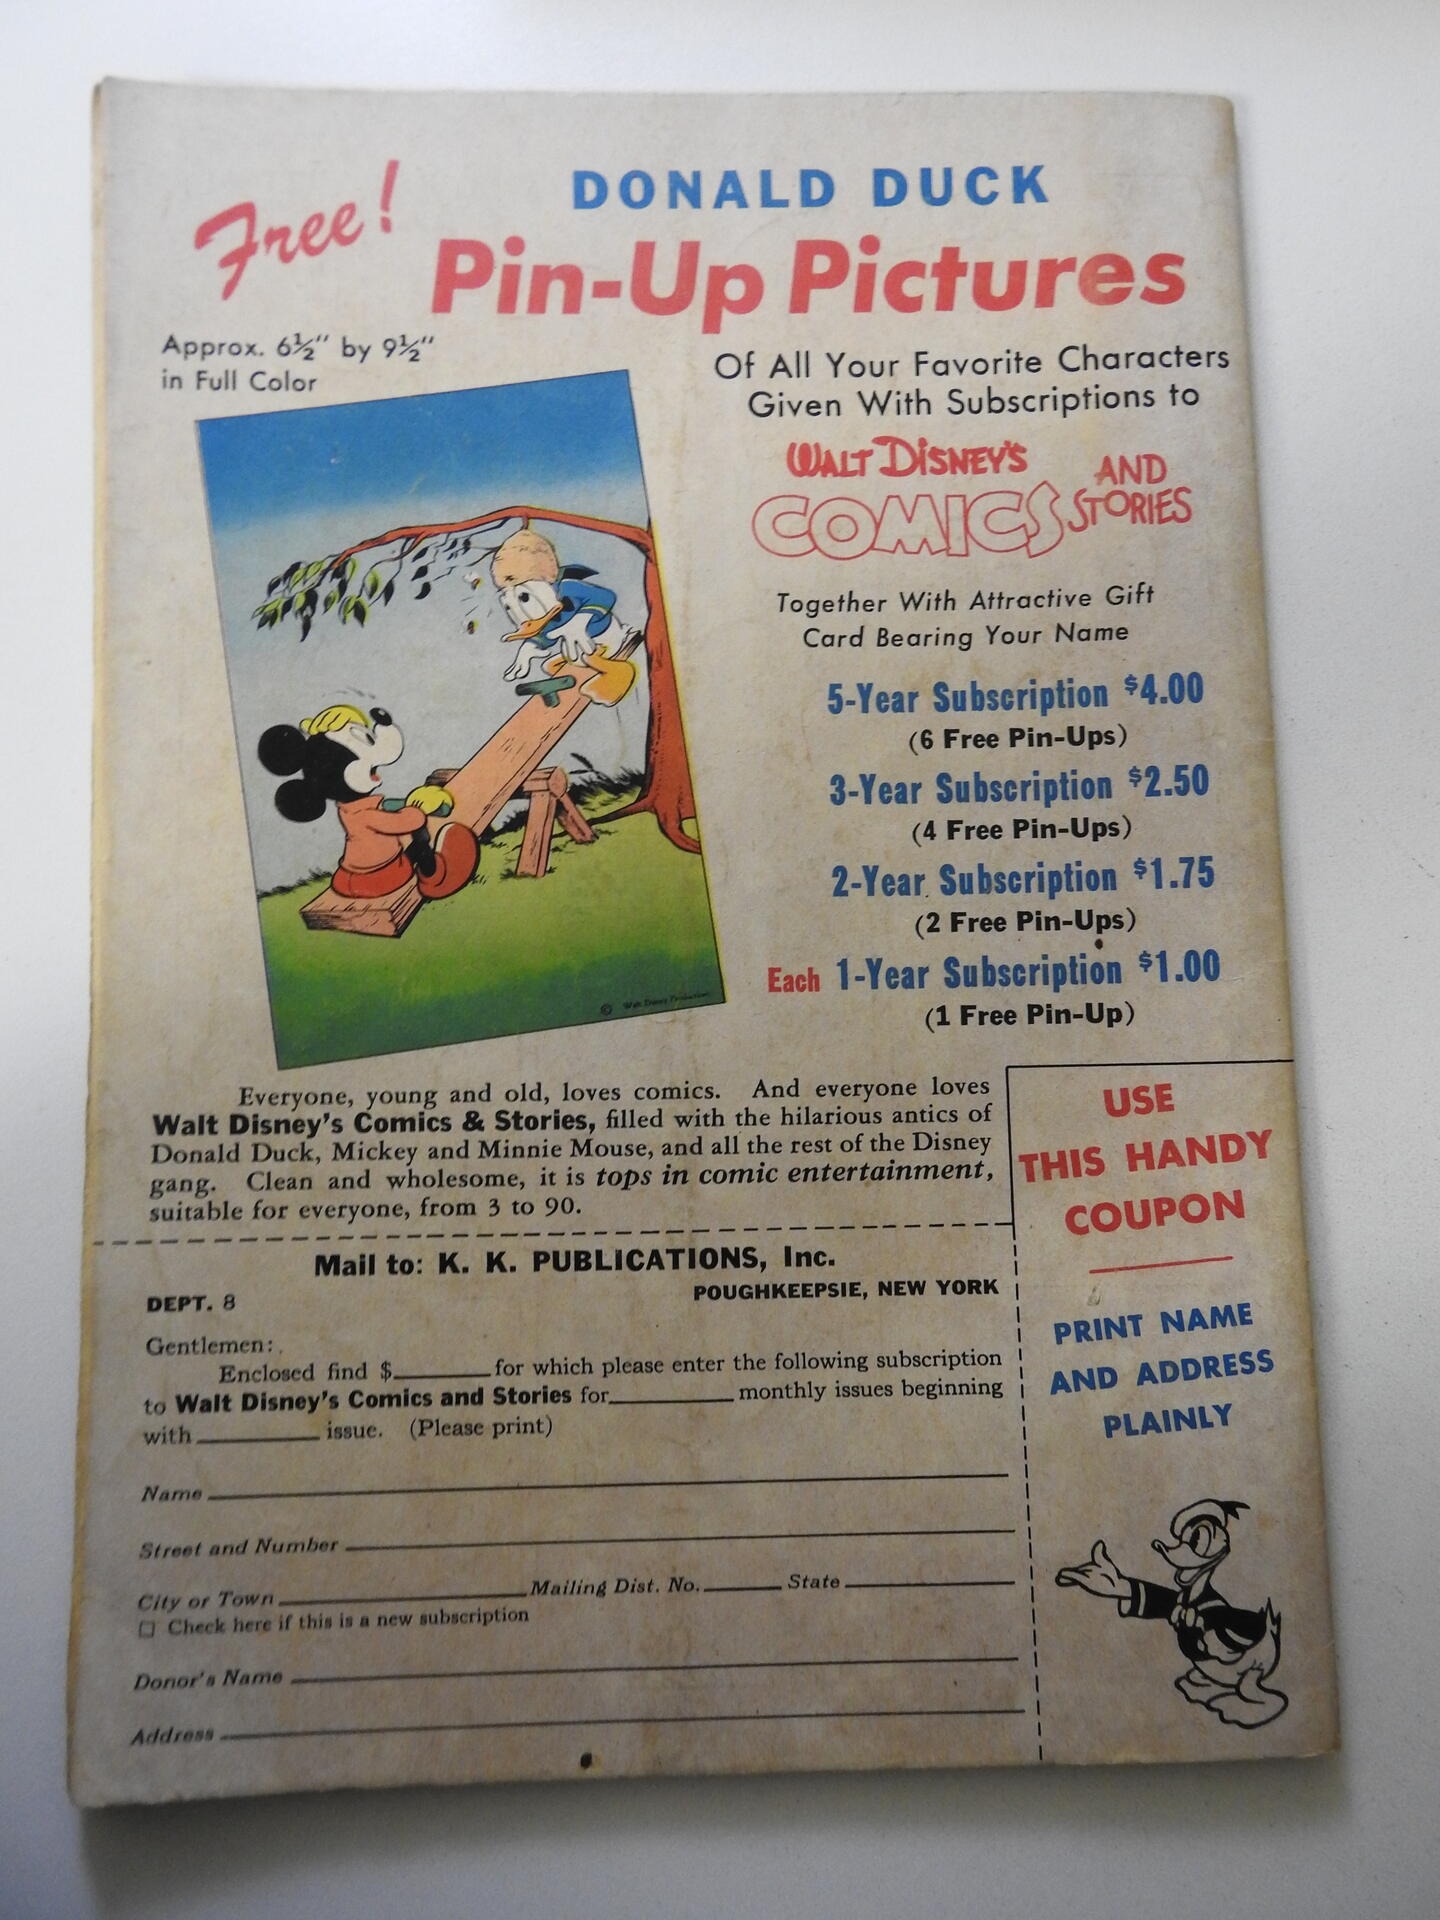 Free!
DONALD DUCK
Pin-Up Pictures
Approx. 6½" by 9½"
in Full Color
Of All Your Favorite Characters
Given With Subscriptions to
WALT DISNEY'S
COMICS AND STORIES
Together With Attractive Gift
Card Bearing Your Name
5-Year Subscription $4.00
(6 Free Pin-Ups)
3-Year Subscription $2.50
(4 Free Pin-Ups)
2-Year Subscription $1.75
(2 Free Pin-Ups)
Each 1-Year Subscription $1.00
(1 Free Pin-Up)
© Walt Disney Productions
Everyone, young and old, loves comics. And everyone loves
Walt Disney's Comics & Stories, filled with the hilarious antics of
Donald Duck, Mickey and Minnie Mouse, and all the rest of the Disney
gang. Clean and wholesome, it is tops in comic entertainment,
suitable for everyone, from 3 to 90.
USE
THIS HANDY
COUPON
PRINT NAME
AND ADDRESS
PLAINLY
Mail to: K. K. PUBLICATIONS, Inc.
POUGHKEEPSIE, NEW YORK
DEPT. 8
Gentlemen:
Enclosed find $________ for which please enter the following subscription
to Walt Disney's Comics and Stories for__________ monthly issues beginning
with __________ issue. (Please print)
Name
Street and Number
City or Town ____________________ Mailing Dist. No. ______ State ____________
☐ Check here if this is a new subscription
Donor's Name
Address